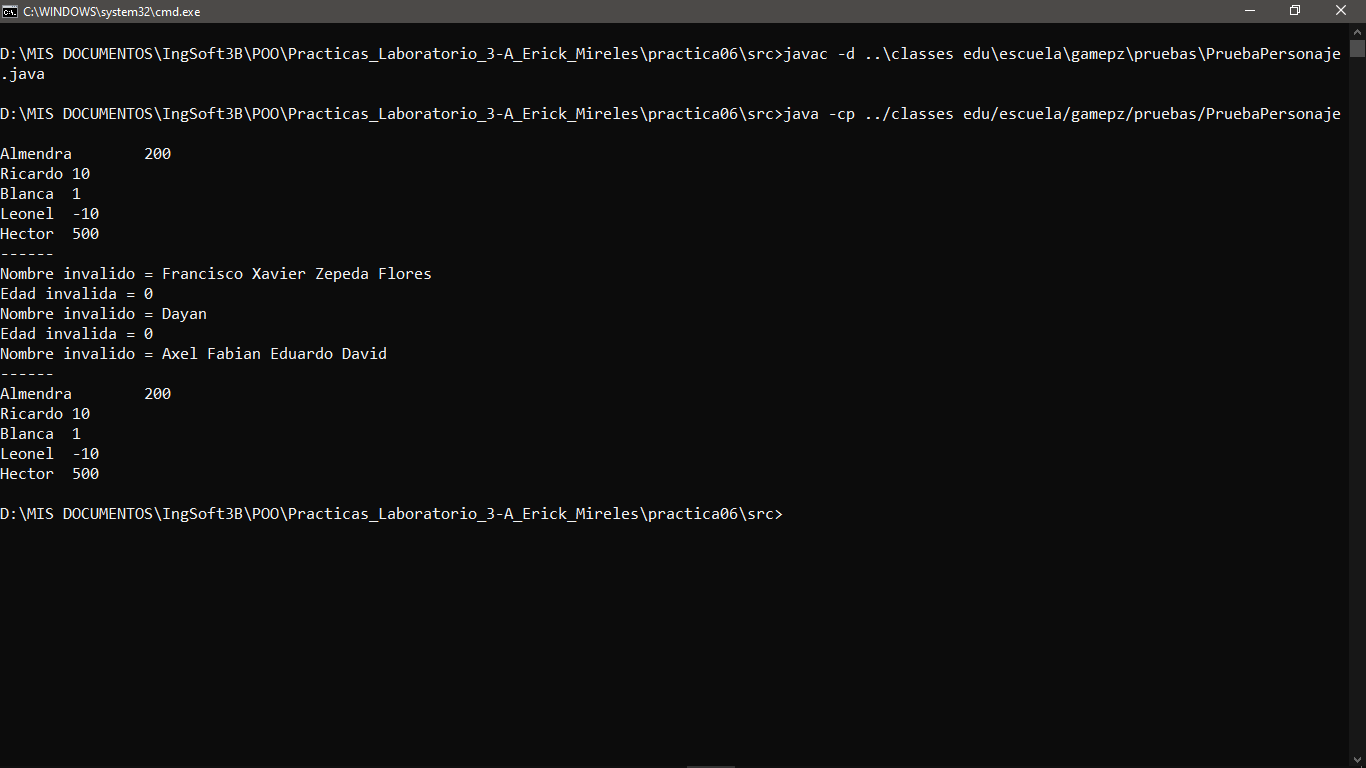 C:\WINDOWS\system32\cmd.exe
D:\MIS DOCUMENTOS\IngSoft3B\POO\Practicas_Laboratorio_3-A_Erick_Mireles\practica06\src>javac -d ..\classes edu\escuela\gamepz\pruebas\PruebaPersonaje
.java
D:\MIS DOCUMENTOS\IngSoft3B\POO\Practicas_Laboratorio_3-A_Erick_Mireles\practica06\src>java -cp ../classes edu/escuela/gamepz/pruebas/PruebaPersonaje
Almendra        200
Ricardo 10
Blanca  1
Leonel  -10
Hector  500
------
Nombre invalido = Francisco Xavier Zepeda Flores
Edad invalida = 0
Nombre invalido = Dayan
Edad invalida = 0
Nombre invalido = Axel Fabian Eduardo David
------
Almendra        200
Ricardo 10
Blanca  1
Leonel  -10
Hector  500
D:\MIS DOCUMENTOS\IngSoft3B\POO\Practicas_Laboratorio_3-A_Erick_Mireles\practica06\src>